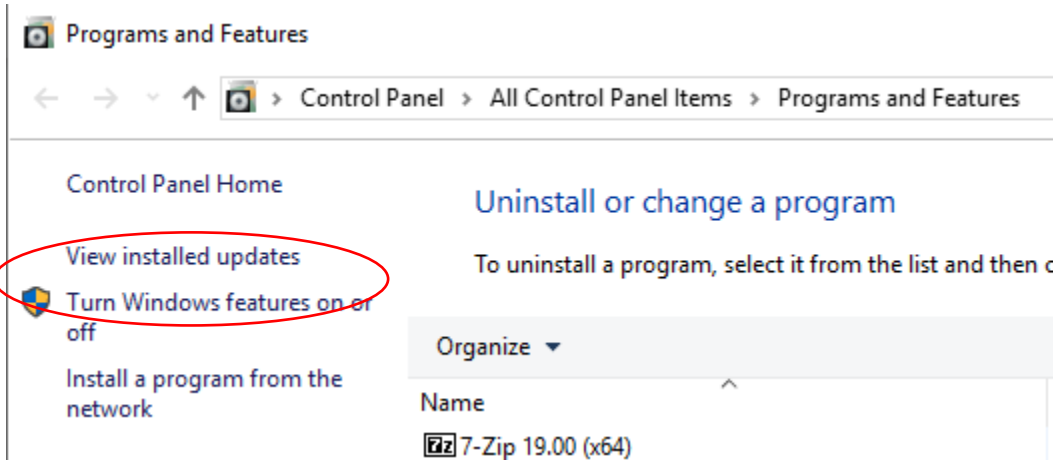 Programs and Features
Control Panel > All Control Panel Items > Programs and Features
Control Panel Home
View installed updates
Turn Windows features on or
off
Install a program from the
network
Uninstall or change a program
To uninstall a program, select it from the list and then
Organize
Name
7-Zip 19.00 (x64)